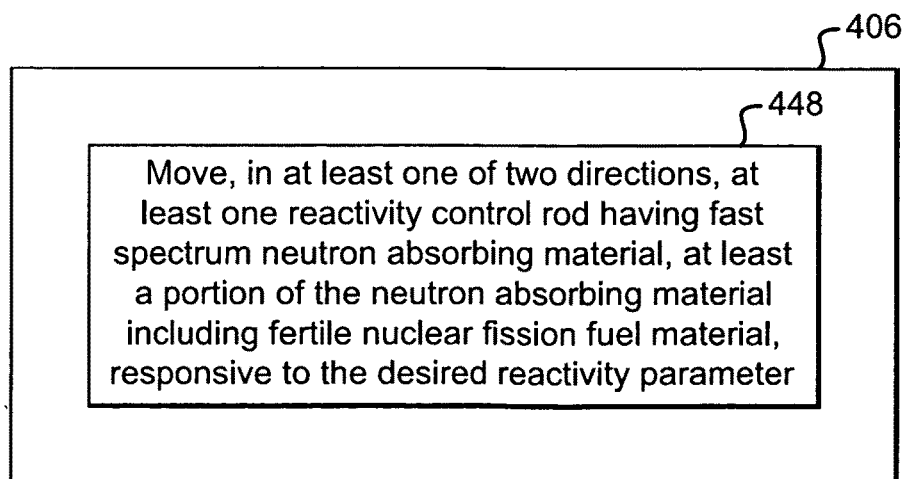 406
448
Move, in at least one of two directions, at
least one reactivity control rod having fast
spectrum neutron absorbing material, at least
a portion of the neutron absorbing material
including fertile nuclear fission fuel material,
responsive to the desired reactivity parameter